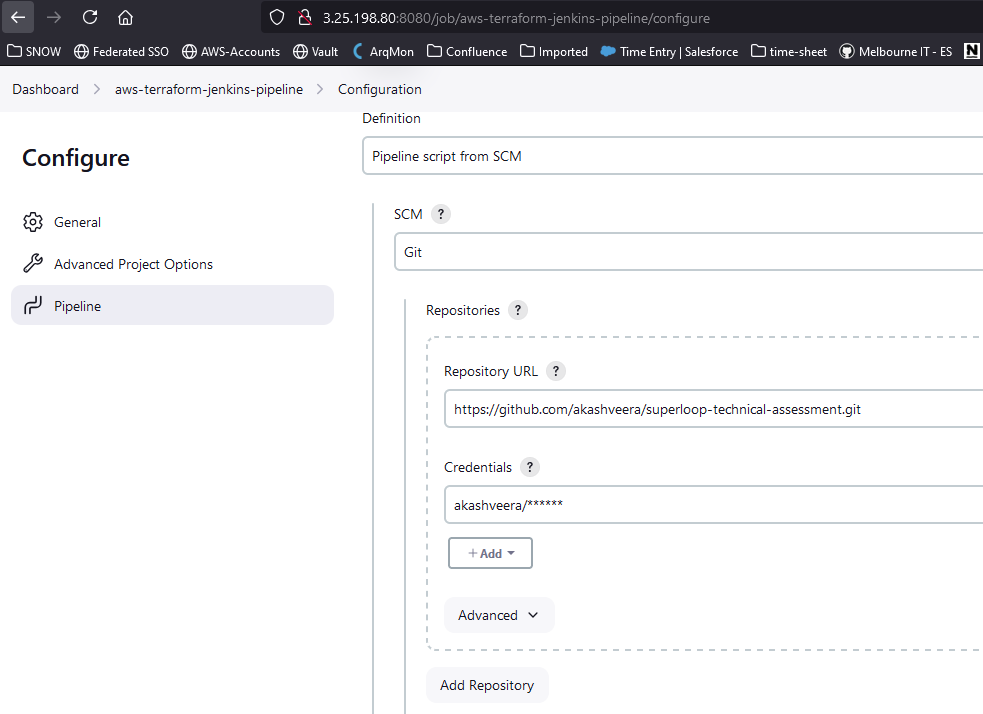 3.25.198.80:8080/job/aws-terraform-jenkins-pipeline/configure
SNOW Federated SSO AWS-Accounts Vault ArqMon Confluence Imported Time Entry | Salesforce time-sheet Melbourne IT - ES N
Dashboard > aws-terraform-jenkins-pipeline > Configuration
Definition
Configure
Pipeline script from SCM
General
SCM ?
Git
Advanced Project Options
Pipeline
Repositories ?
Repository URL ?
https://github.com/akashveera/superloop-technical-assessment.git
Credentials ?
akashveera/******
+ Add
Advanced
Add Repository